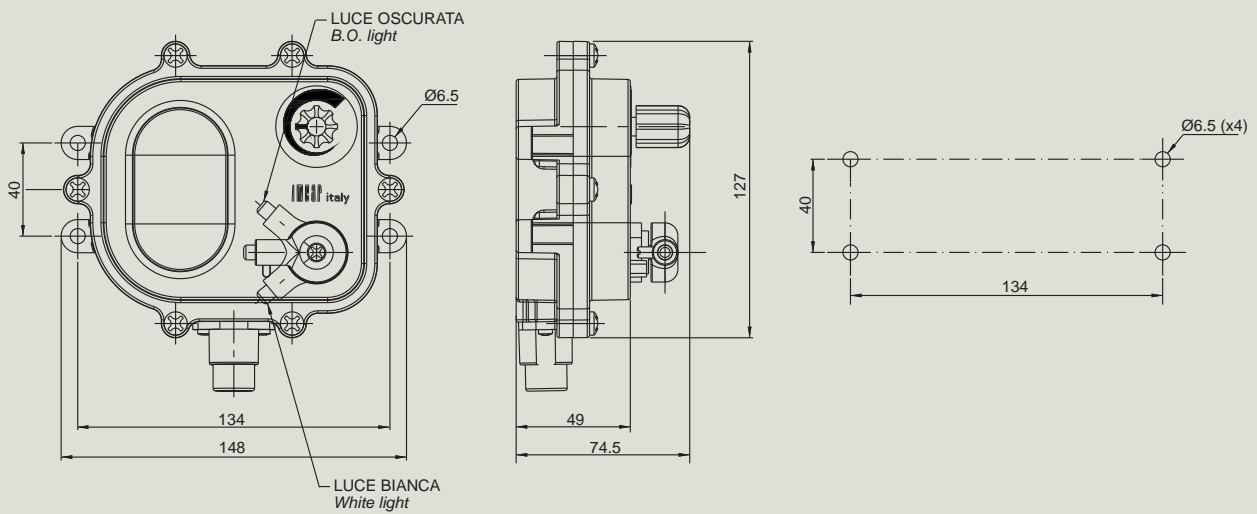 LUCE OSCURATA
B.O. light
Ø6.5
40
127
Ø6.5 (x4)
40
134
italy
134
148
49
74.5
LUCE BIANCA
White light